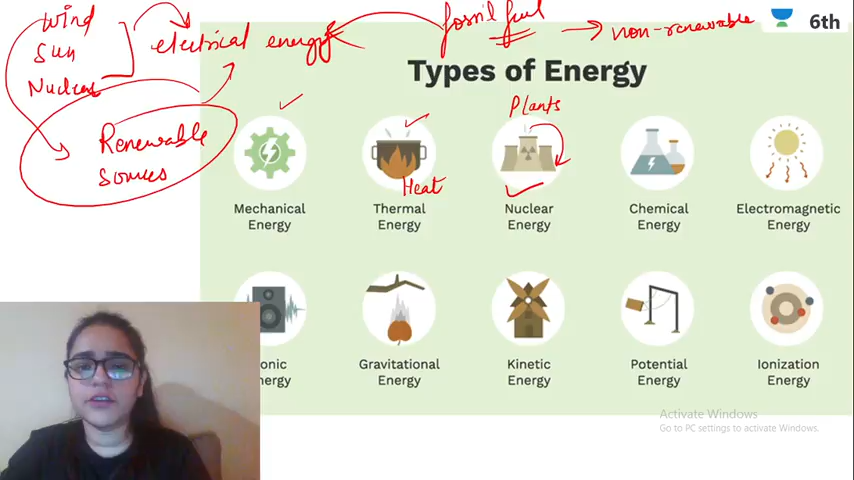 wind
Sun
Nuclear
electrical energy
fossil fuel
non-renewable
6th
Types of Energy
Renewable
sources
Plants
Heat
Mechanical
Energy
Thermal
Energy
Nuclear
Energy
Chemical
Energy
Electromagnetic
Energy
onic
nergy
Gravitational
Energy
Kinetic
Energy
Potential
Energy
Ionization
Energy
Activate Windows
Go to PC settings to activate Windows.